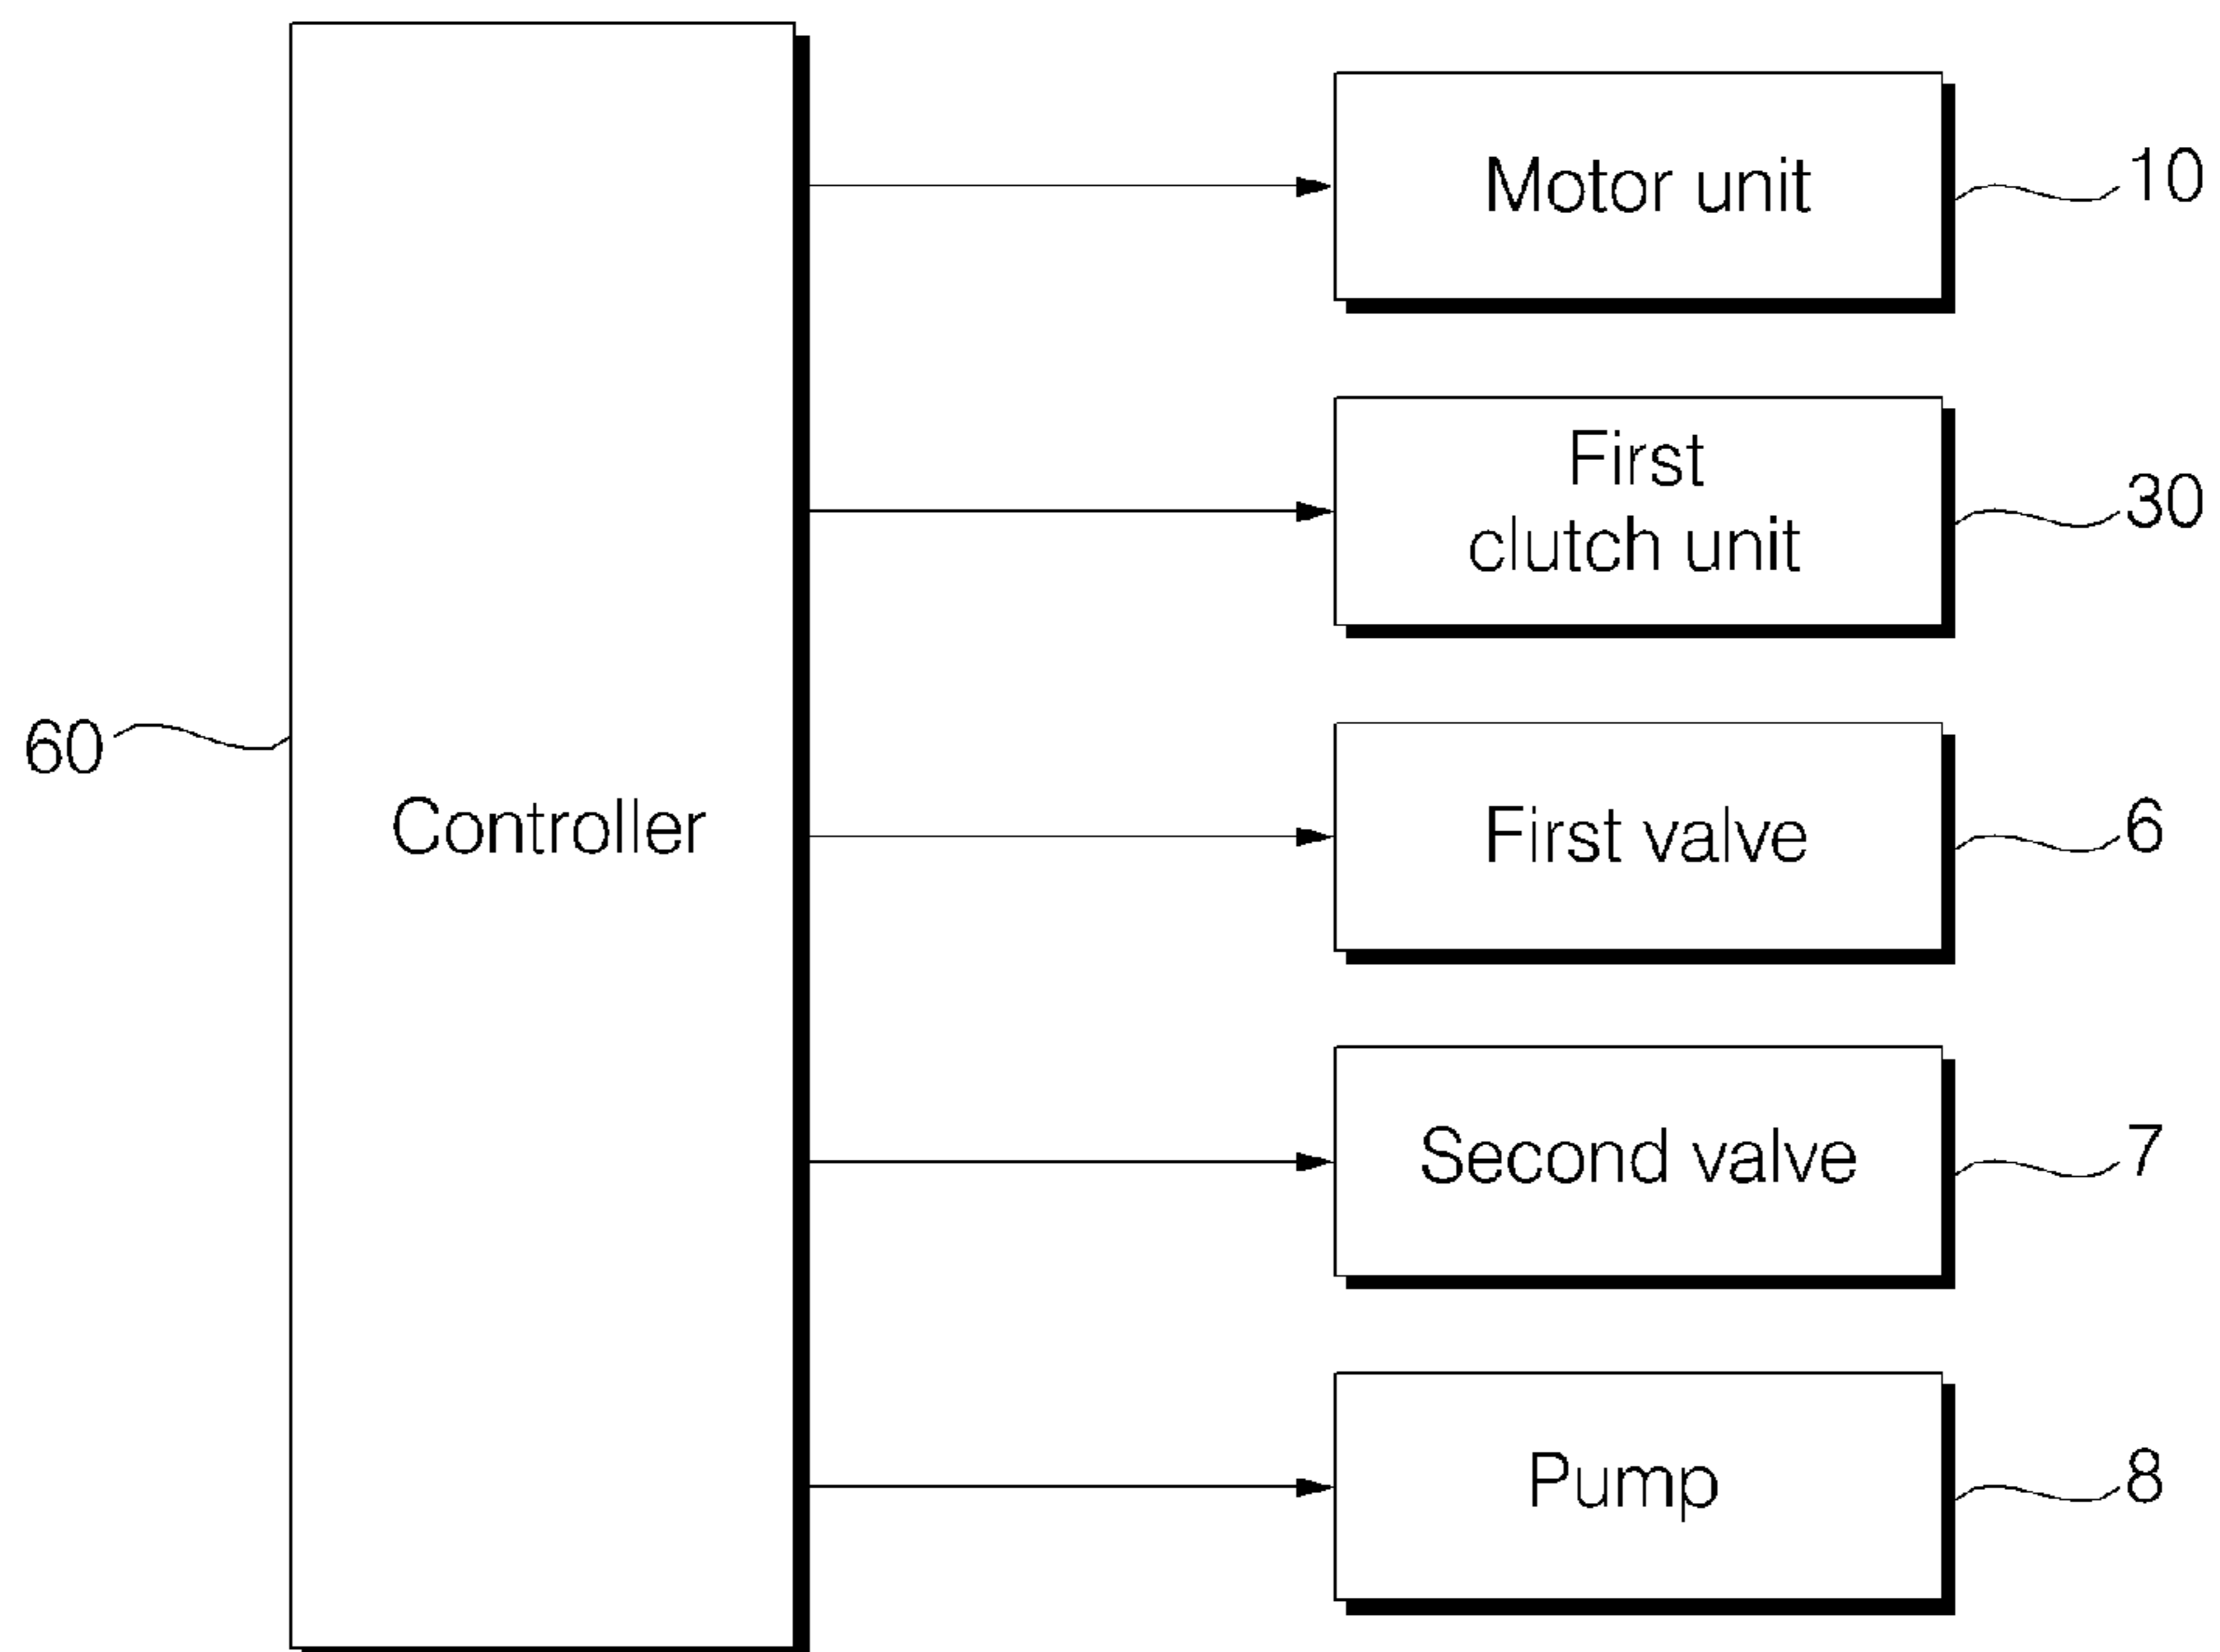 Motor unit
10
First
clutch unit
30
60
Controller
First valve
6
Second valve
7
Pump
8